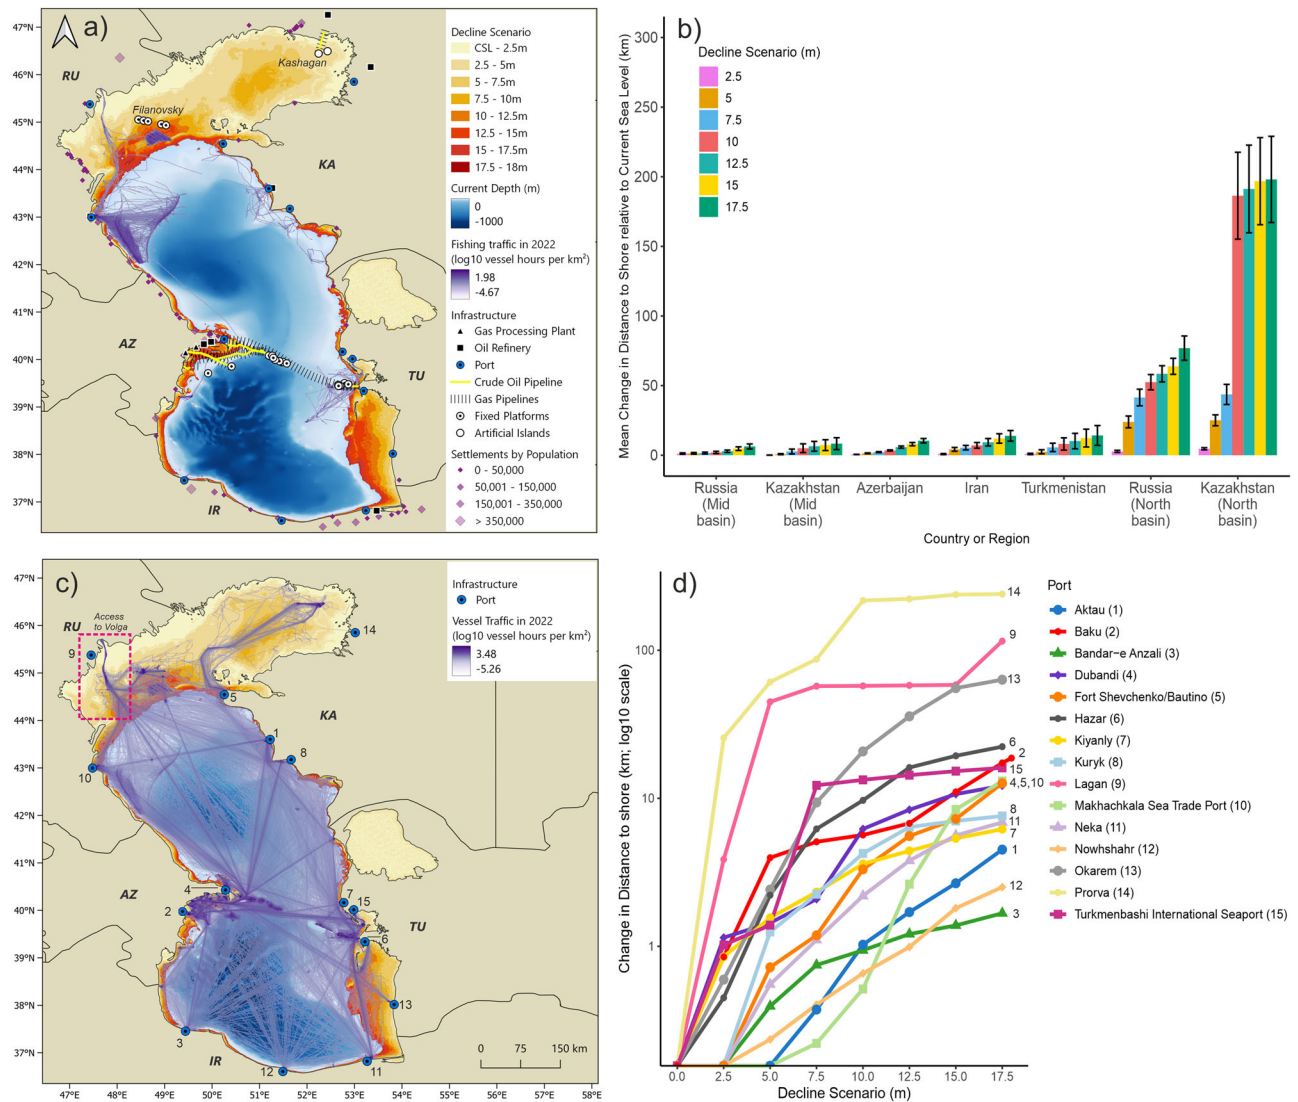 a)
47°N
46°N
45°N
44°N
43°N
42°N
41°N
40°N
39°N
38°N
37°N
RU
Kashagan
Filanovsky
KA
AZ
TU
IR
Decline Scenario
CSL - 2.5m
2.5 - 5m
5 - 7.5m
7.5 - 10m
10 - 12.5m
12.5 - 15m
15 - 17.5m
17.5 - 18m
Current Depth (m)
0
-1000
Fishing traffic in 2022
(log10 vessel hours per km²)
1.98
-4.67
Infrastructure
Gas Processing Plant
Oil Refinery
Port
Crude Oil Pipeline
Gas Pipelines
Fixed Platforms
Artificial Islands
Settlements by Population
0 - 50,000
50,001 - 150,000
150,001 - 350,000
> 350,000
b)
Mean Change in Distance to Shore relative to Current Sea Level (km)
300
250
200
150
100
50
0
Decline Scenario (m)
2.5
5
7.5
10
12.5
15
17.5
Russia
(Mid
basin)
Kazakhstan
(Mid
basin)
Azerbaijan
Iran
Turkmenistan
Russia
(North
basin)
Kazakhstan
(North
basin)
Country or Region
c)
47°N
46°N
45°N
44°N
43°N
42°N
41°N
40°N
39°N
38°N
37°N
RU
Access
to Volga
9
14
5
KA
1
8
10
AZ
4
2
7
15
TU
6
13
3
IR
12
11
Infrastructure
Port
Vessel Traffic in 2022
(log10 vessel hours per km²)
3.48
-5.26
0 75 150 km
47°E 48°E 49°E 50°E 51°E 52°E 53°E 54°E 55°E 56°E 57°E 58°E
d)
Change in Distance to shore (km; log10 scale)
100
10
1
14
9
13
6
2
15
4,5,10
8
11
7
1
12
3
0.0 2.5 5.0 7.5 10.0 12.5 15.0 17.5
Decline Scenario (m)
Port
Aktau (1)
Baku (2)
Bandar-e Anzali (3)
Dubandi (4)
Fort Shevchenko/Bautino (5)
Hazar (6)
Kiyanly (7)
Kuryk (8)
Lagan (9)
Makhachkala Sea Trade Port (10)
Neka (11)
Nowhshahr (12)
Okarem (13)
Prorva (14)
Turkmenbashi International Seaport (15)